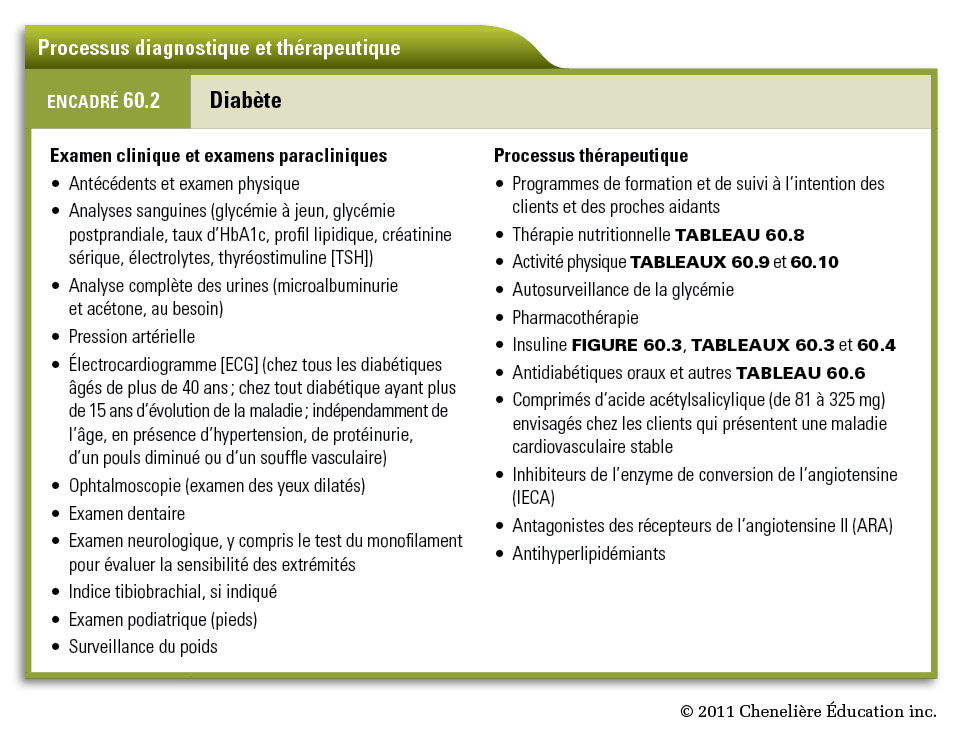 Processus diagnostique et thérapeutique
ENCADRÉ 60.2
Diabète
Examen clinique et examens paracliniques
• Antécédents et examen physique
• Analyses sanguines (glycémie à jeun, glycémie
postprandiale, taux d'HbA1c, profil lipidique, créatinine
sérique, électrolytes, thyréostimuline [TSH])
• Analyse complète des urines (microalbuminurie
et acétone, au besoin)
• Pression artérielle
• Électrocardiogramme [ECG] (chez tous les diabétiques
âgés de plus de 40 ans ; chez tout diabétique ayant plus
de 15 ans d'évolution de la maladie ; indépendamment de
l'âge, en présence d'hypertension, de protéinurie,
d'un pouls diminué ou d'un souffle vasculaire)
• Ophtalmoscopie (examen des yeux dilatés)
• Examen dentaire
• Examen neurologique, y compris le test du monofilament
pour évaluer la sensibilité des extrémités
• Indice tibiobrachial, si indiqué
• Examen podiatrique (pieds)
• Surveillance du poids
Processus thérapeutique
• Programmes de formation et de suivi à l'intention des
clients et des proches aidants
• Thérapie nutritionnelle TABLEAU 60.8
• Activité physique TABLEAUX 60.9 et 60.10
• Autosurveillance de la glycémie
• Pharmacothérapie
• Insuline FIGURE 60.3, TABLEAUX 60.3 et 60.4
• Antidiabétiques oraux et autres TABLEAU 60.6
• Comprimés d'acide acétylsalicylique (de 81 à 325 mg)
envisagés chez les clients qui présentent une maladie
cardiovasculaire stable
• Inhibiteurs de l'enzyme de conversion de l'angiotensine
(IECA)
• Antagonistes des récepteurs de l'angiotensine II (ARA)
• Antihyperlipidémiants
© 2011 Chenelière Éducation inc.